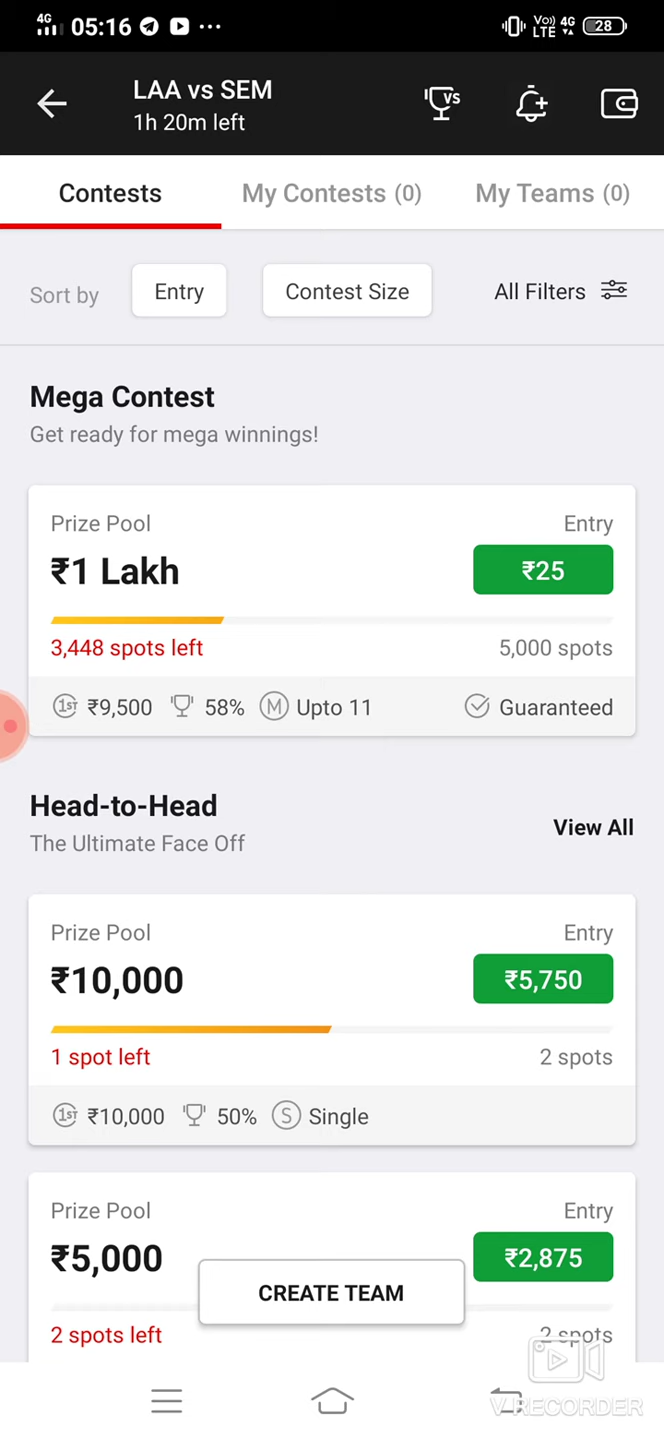 4G 05:16 ••• Vo)) LTE 4G 28
LAA vs SEM
1h 20m left
VS
Contests My Contests (0) My Teams (0)
Sort by Entry Contest Size All Filters
Mega Contest
Get ready for mega winnings!
Prize Pool Entry
₹1 Lakh ₹25
3,448 spots left 5,000 spots
1ST ₹9,500 58% M Upto 11 Guaranteed
Head-to-Head
The Ultimate Face Off
View All
Prize Pool Entry
₹10,000 ₹5,750
1 spot left 2 spots
1ST ₹10,000 50% S Single
Prize Pool Entry
₹5,000 ₹2,875
CREATE TEAM
2 spots left 2 spots
V RECORDER